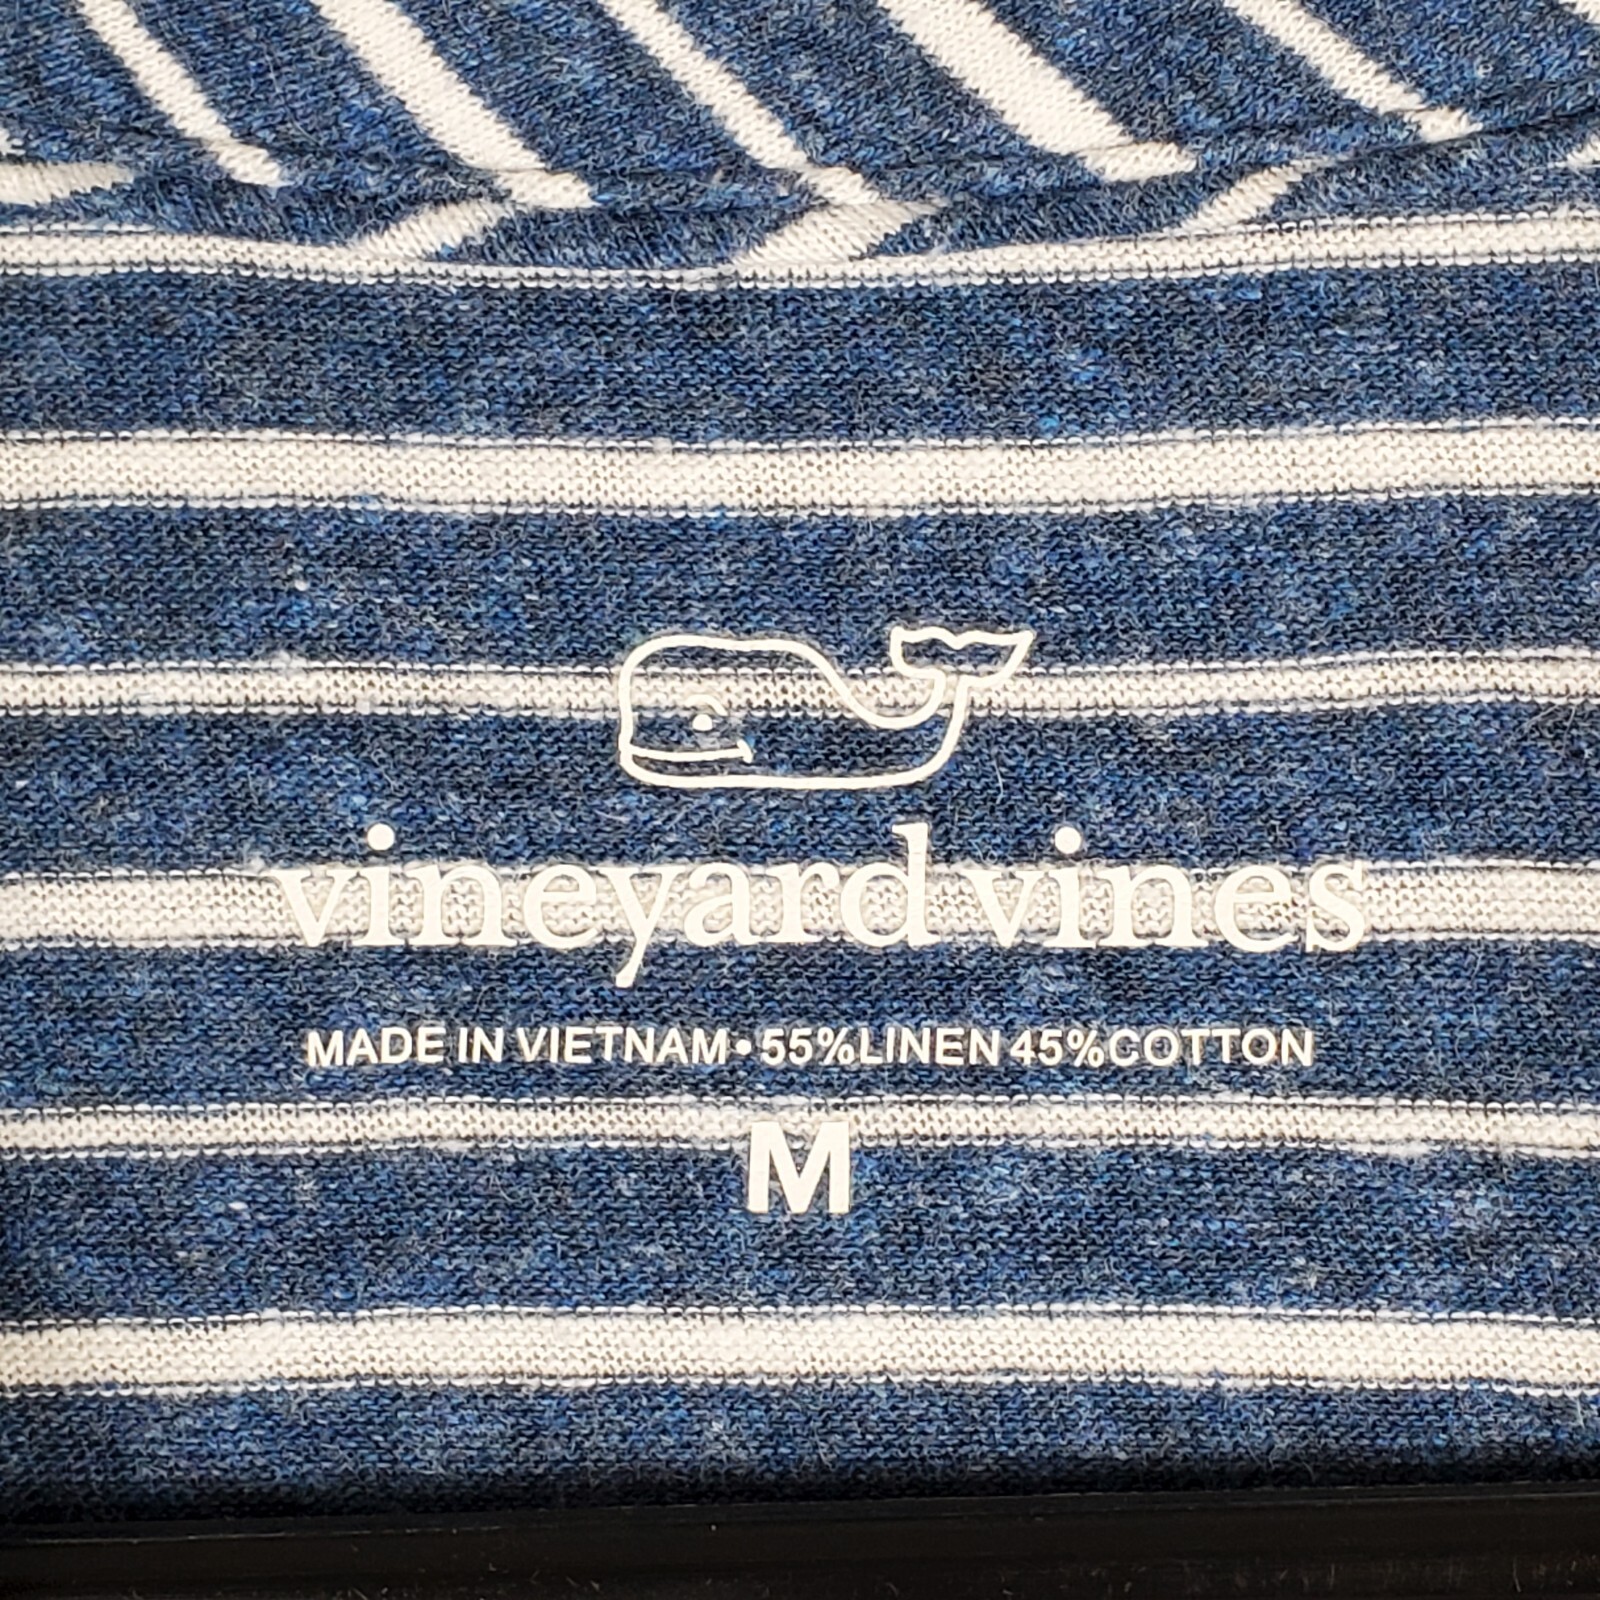 vineyard vines
MADE IN VIETNAM • 55%LINEN 45%COTTON
M